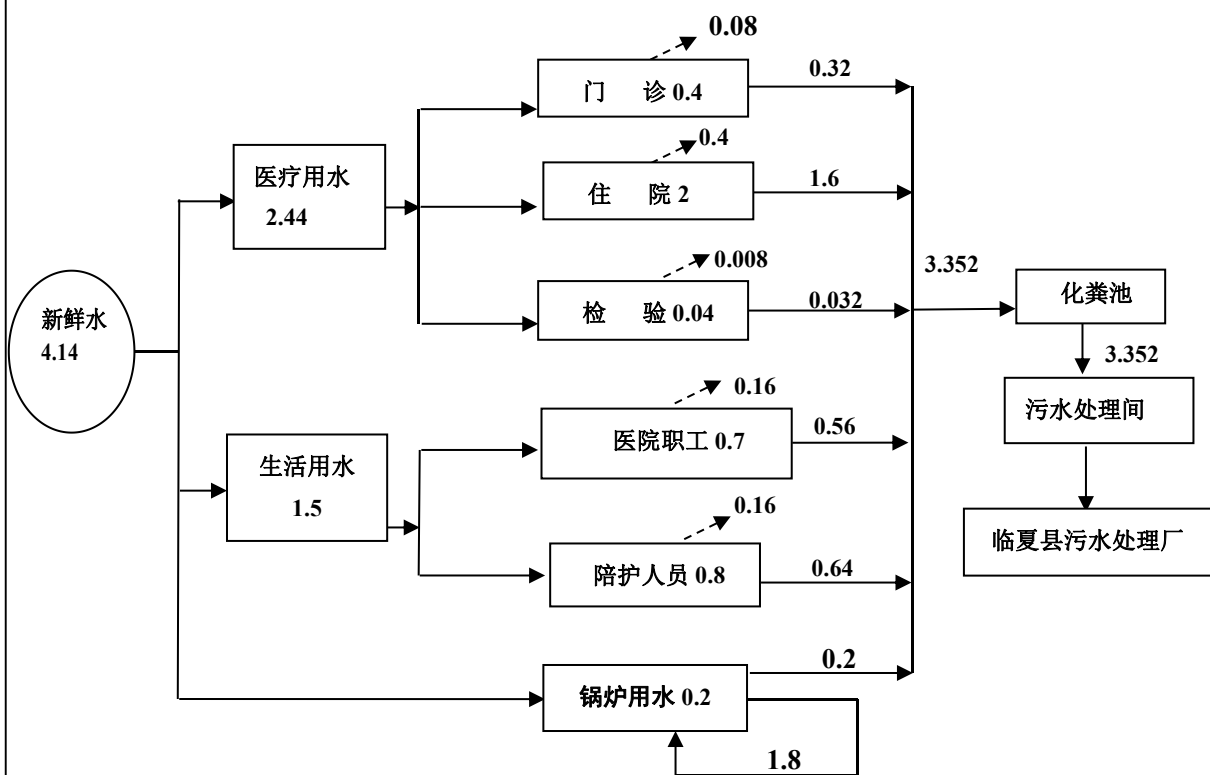 新鲜水
4.14
医疗用水
2.44
生活用水
1.5
0.08
门 诊 0.4
0.32
0.4
住 院 2
1.6
0.008
检 验 0.04
0.032
0.16
医院职工 0.7
0.56
0.16
陪护人员 0.8
0.64
锅炉用水 0.2
0.2
1.8
3.352
化粪池
3.352
污水处理间
临夏县污水处理厂